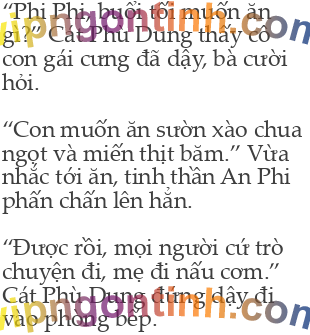 “Phi Phi, buổi tối muốn ăn
gì?” Cát Phù Dung thấy cô
con gái cưng đã dậy, bà cười
hỏi.
“Con muốn ăn sườn xào chua
ngọt và miến thịt băm.” Vừa
nhắc tới ăn, tinh thần An Phi
phấn chấn lên hẳn.
“Được rồi, mọi người cứ trò
chuyện đi, mẹ đi nấu cơm.”
Cát Phù Dung đứng dậy đi
vào phòng bếp.
vipngontinh.com
vipngontinh.com